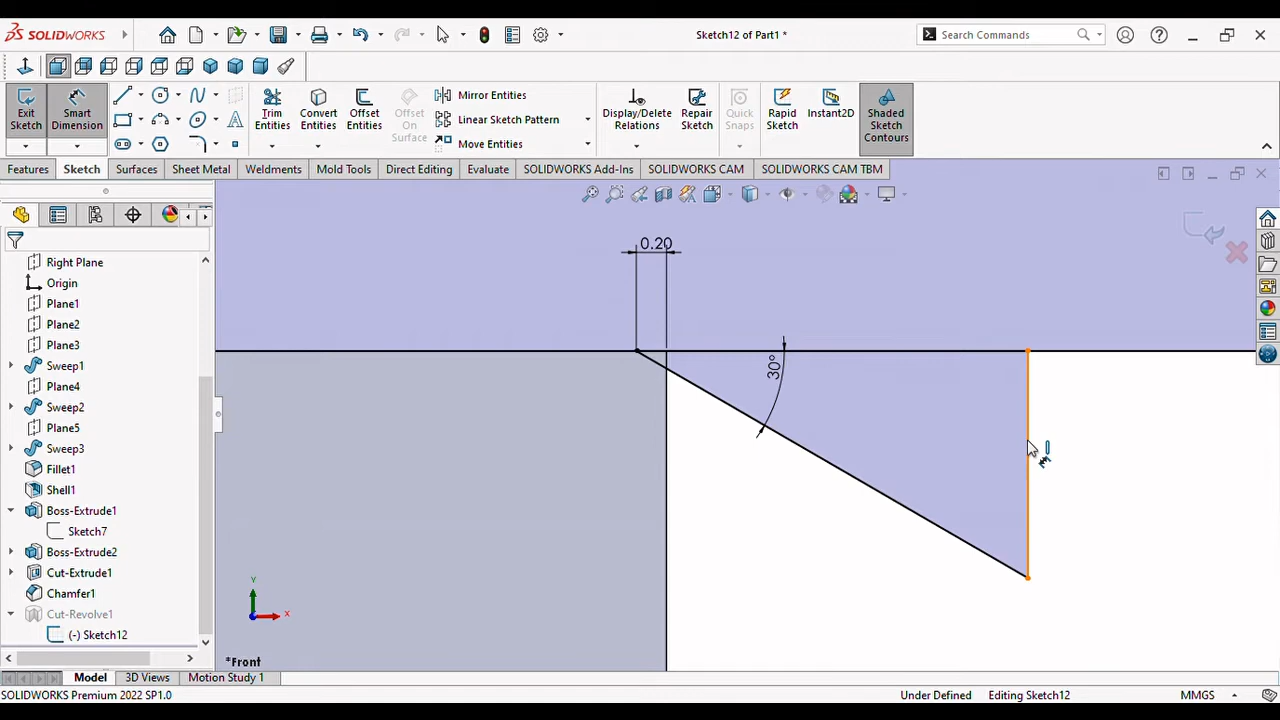 SOLIDWORKS
Sketch12 of Part1 *
Search Commands
Exit Sketch
Smart Dimension
Trim Entities
Convert Entities
Offset Entities
Offset On Surface
Mirror Entities
Linear Sketch Pattern
Move Entities
Display/Delete Relations
Repair Sketch
Quick Snaps
Rapid Sketch
Instant2D
Shaded Sketch Contours
Features
Sketch
Surfaces
Sheet Metal
Weldments
Mold Tools
Direct Editing
Evaluate
SOLIDWORKS Add-Ins
SOLIDWORKS CAM
SOLIDWORKS CAM TBM
Right Plane
Origin
Plane1
Plane2
Plane3
Sweep1
Plane4
Sweep2
Plane5
Sweep3
Fillet1
Shell1
Boss-Extrude1
Sketch7
Boss-Extrude2
Cut-Extrude1
Chamfer1
Cut-Revolve1
(-) Sketch12
0.20
30°
Y
X
*Front
Model
3D Views
Motion Study 1
SOLIDWORKS Premium 2022 SP1.0
Under Defined
Editing Sketch12
MMGS